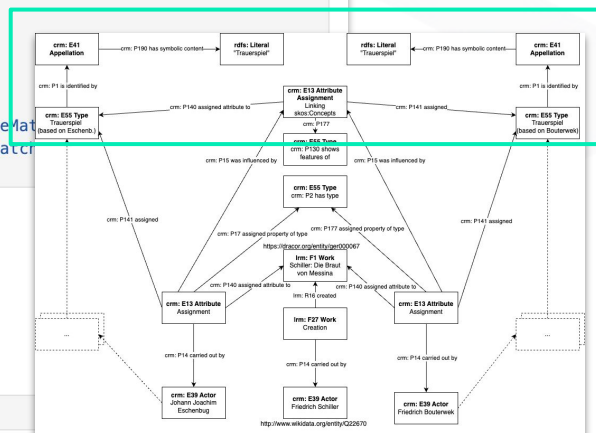 crm: E41
Appellation
crm: P190 has symbolic content
rdfs: Literal
"Trauerspiel"
rdfs: Literal
"Trauerspiel"
crm: P190 has symbolic content
crm: E41
Appellation
crm: P1 is identified by
crm: P1 is identified by
crm: E13 Attribute
Assignment
Linking
skos:Concepts
crm: P140 assigned attribute to
crm: P141 assigned
eMat
atch
crm: E55 Type
Trauerspiel
(based on Eschenb.)
crm: E55 Type
Trauerspiel
(based on Bouterwek)
crm: P177
crm: E55 Type
crm: P130 shows
features of
crm: P15 was influenced by
crm: P15 was influenced by
crm: E55 Type
crm: P2 has type
crm: P141 assigned
crm: P141 assigned
crm: P17 assigned property of type
crm: P177 assigned property of type
https://dracor.org/entity/ger000067
lrm: F1 Work
Schiller: Die Braut
von Messina
crm: P140 assigned attribute to
crm: P140 assigned attribute to
lrm: R16 created
crm: E13 Attribute
Assignment
lrm: F27 Work
Creation
crm: E13 Attribute
Assignment
...
...
crm: P14 carried out by
crm: P14 carried out by
crm: P14 carried out by
crm: E39 Actor
Johann Joachim
Eschenbug
crm: E39 Actor
Friedrich Schiller
crm: E39 Actor
Friedrich Bouterwek
http://www.wikidata.org/entity/Q22670